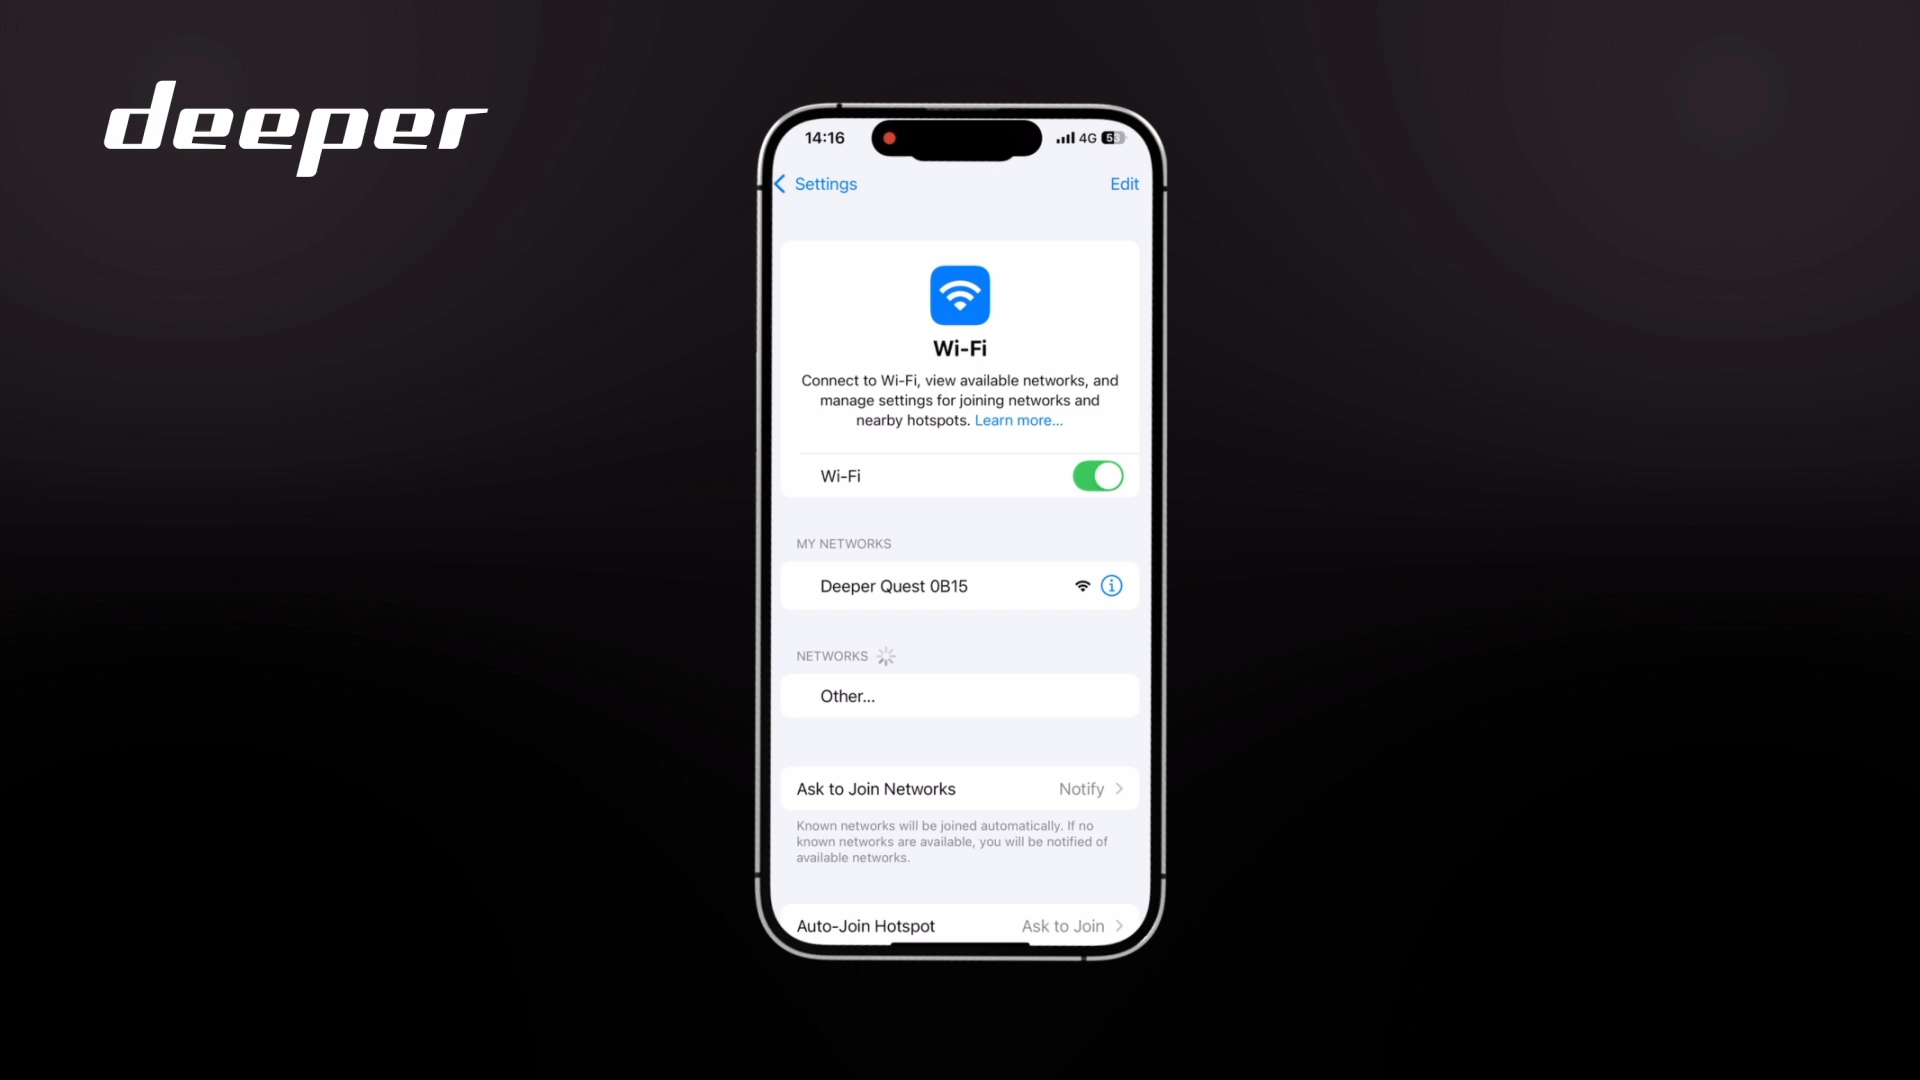 deeper
14:16
4G 53
Settings
Edit
Wi-Fi
Connect to Wi-Fi, view available networks, and
manage settings for joining networks and
nearby hotspots. Learn more...
Wi-Fi
MY NETWORKS
Deeper Quest 0B15
NETWORKS
Other...
Ask to Join Networks
Notify
Known networks will be joined automatically. If no
known networks are available, you will be notified of
available networks.
Auto-Join Hotspot
Ask to Join